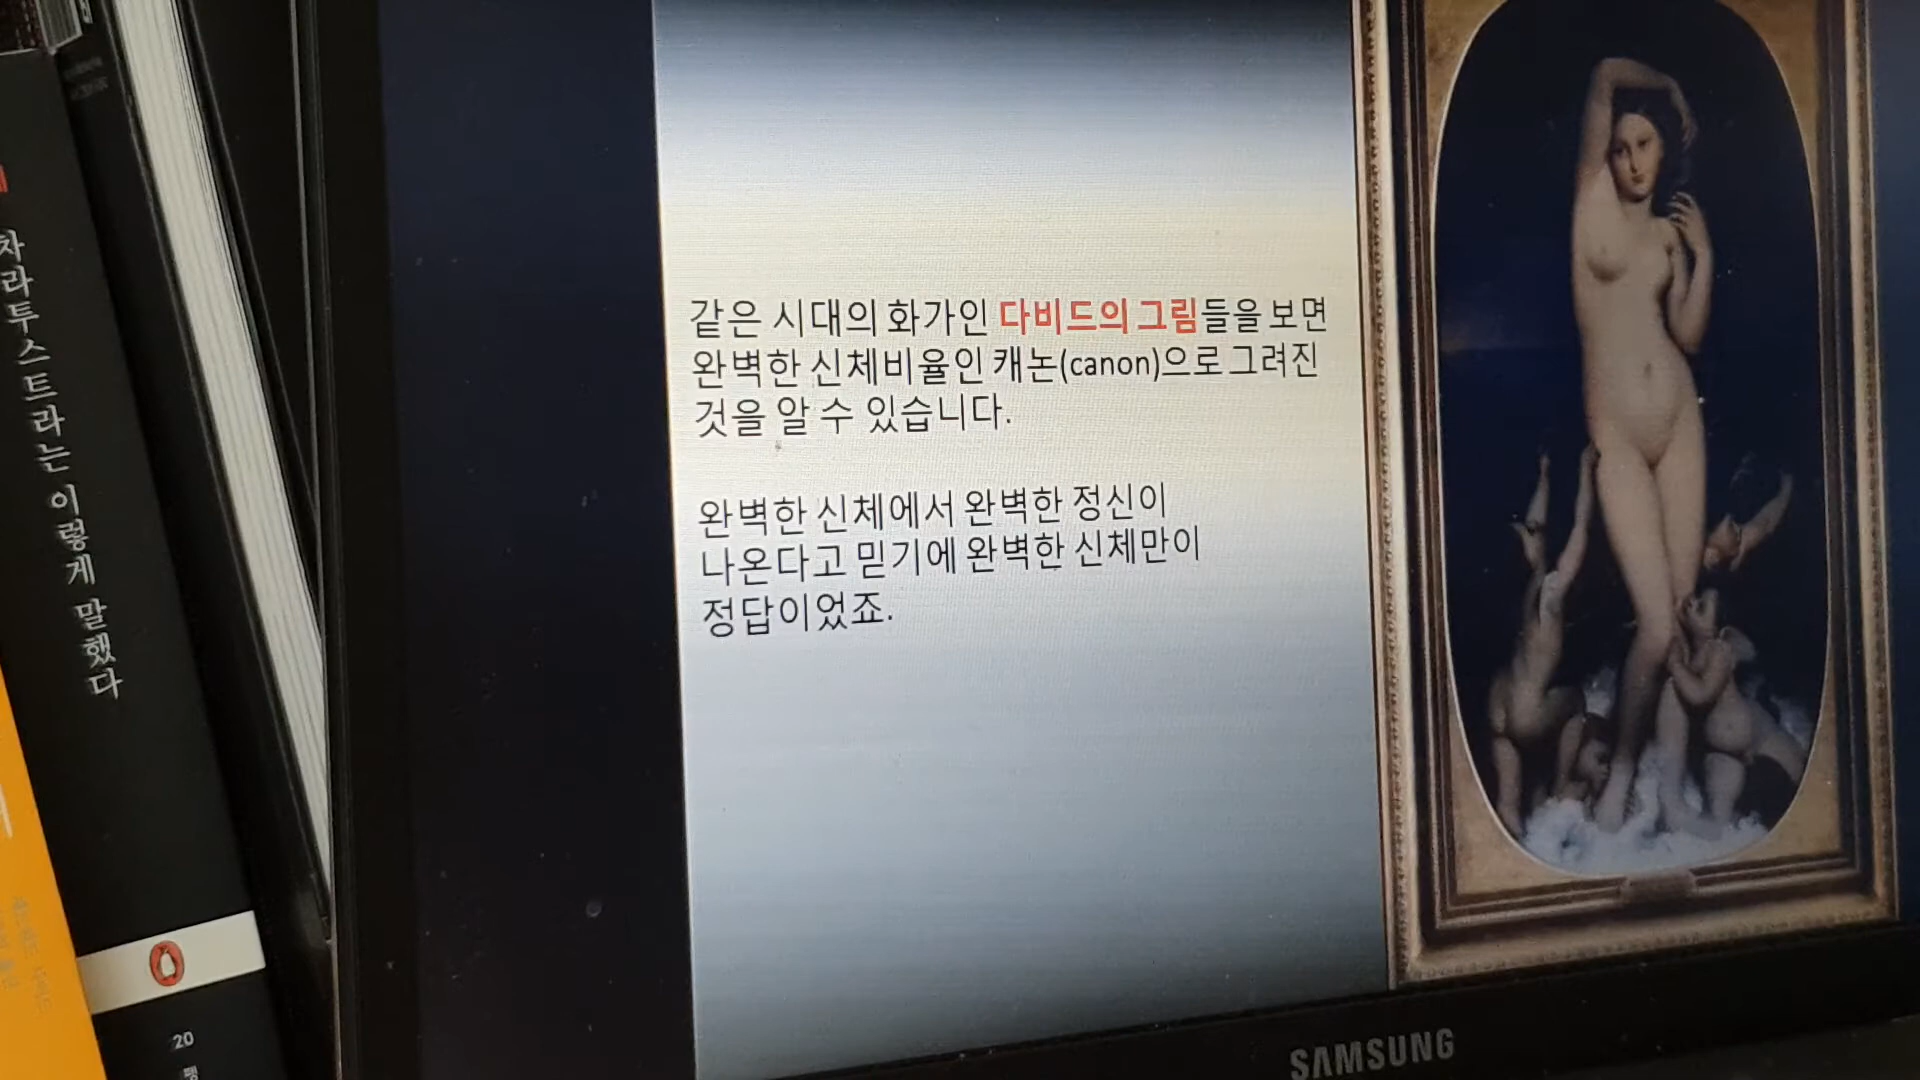 차라투스트라는 이렇게 말했다
20
펭
같은 시대의 화가인 다비드의 그림들을 보면
완벽한 신체비율인 캐논(canon)으로 그려진
것을 알 수 있습니다.
완벽한 신체에서 완벽한 정신이
나온다고 믿기에 완벽한 신체만이
정답이었죠.
SAMSUNG